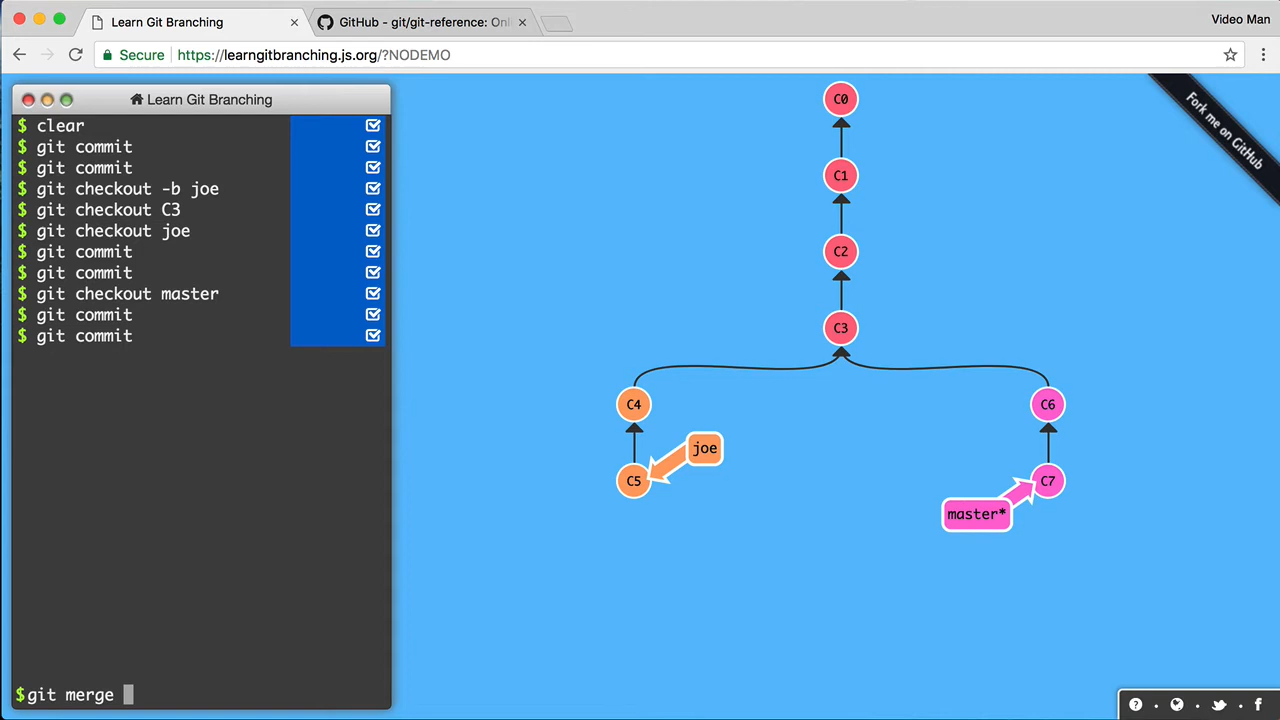 Learn Git Branching
GitHub - git/git-reference: Onl
Video Man
Secure
https://learngitbranching.js.org/?NODEMO
Learn Git Branching
$ clear
$ git commit
$ git commit
$ git checkout -b joe
$ git checkout C3
$ git checkout joe
$ git commit
$ git commit
$ git checkout master
$ git commit
$ git commit
$git merge
C0
C1
C2
C3
C4
C6
joe
C5
C7
master*
Fork me on GitHub